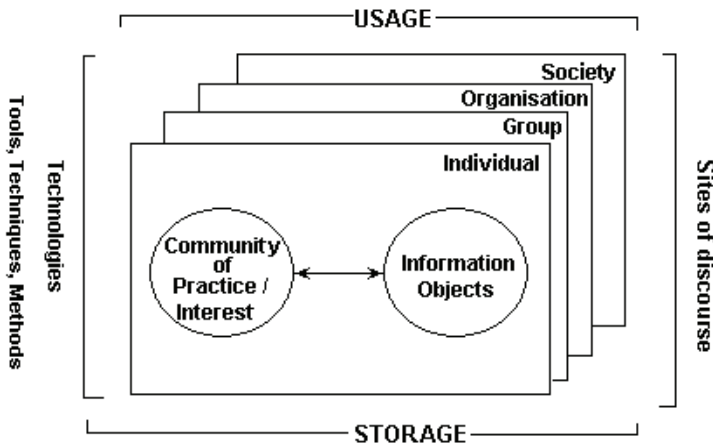 USAGE
Society
Organisation
Group
Individual
Community
of
Practice /
Interest
Information
Objects
Technologies
Tools, Techniques, Methods
Sites of discourse
STORAGE